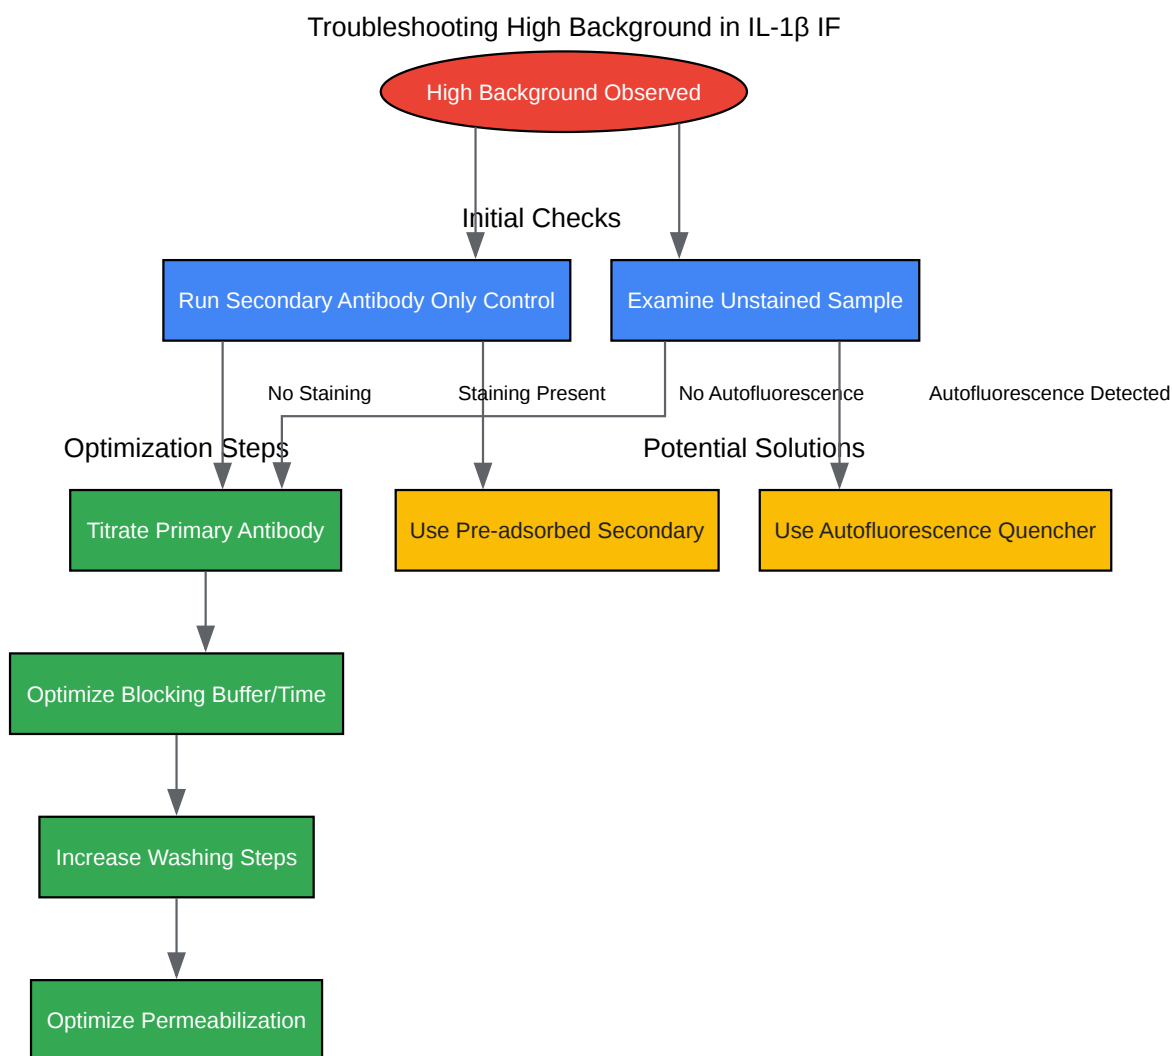 Troubleshooting High Background in IL-1β IF
High Background Observed
Initial Checks
Run Secondary Antibody Only Control
Examine Unstained Sample
No Staining
Staining Present
No Autofluorescence
Autofluorescence Detected
Optimization Steps
Potential Solutions
Titrate Primary Antibody
Use Pre-adsorbed Secondary
Use Autofluorescence Quencher
Optimize Blocking Buffer/Time
Increase Washing Steps
Optimize Permeabilization